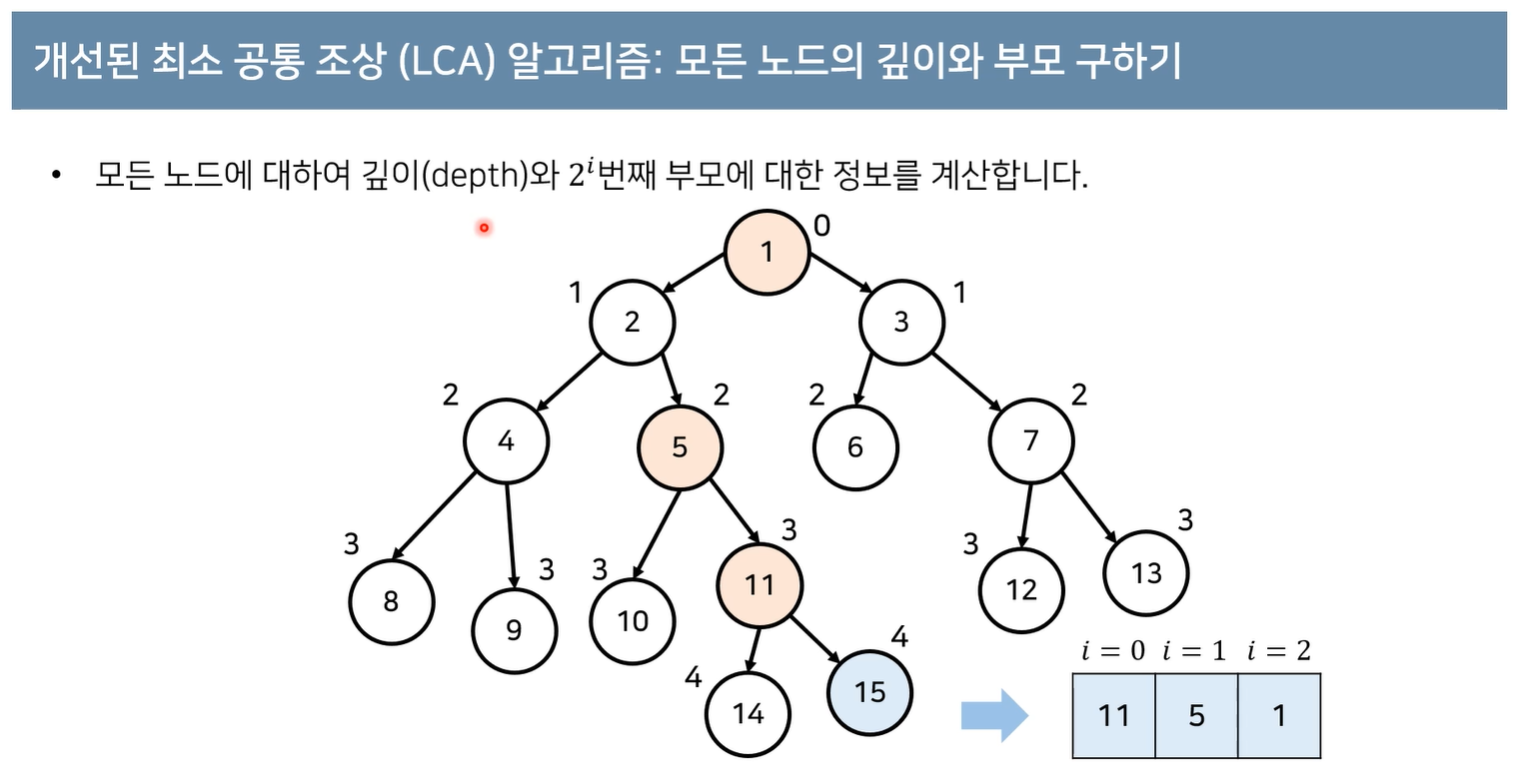 개선된 최소 공통 조상 (LCA) 알고리즘: 모든 노드의 깊이와 부모 구하기
• 모든 노드에 대하여 깊이(depth)와 2^i번째 부모에 대한 정보를 계산합니다.
1 0
1 2 3 1
2 4 5 2 2 6 7 2
3 8 9 3 3 10 11 3 3 12 13 3
4 14 15 4
i = 0 i = 1 i = 2
11 5 1